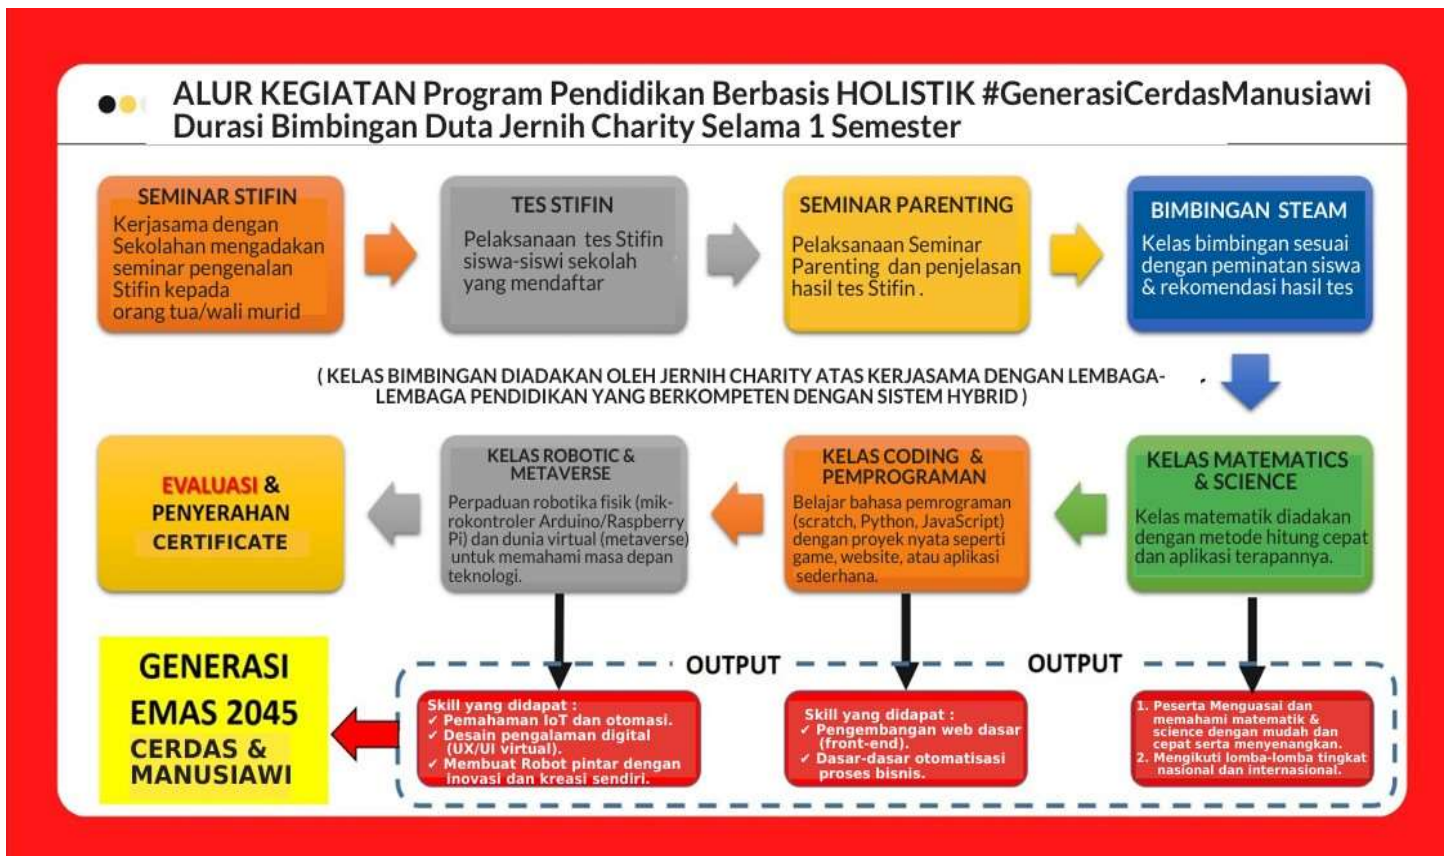 ALUR KEGIATAN Program Pendidikan Berbasis HOLISTIK #GenerasiCerdasManusiawi
Durasi Bimbingan Duta Jernih Charity Selama 1 Semester
SEMINAR STIFIN
Kerjasama dengan
Sekolahan mengadakan
seminar pengenalan
Stifin kepada
orang tua/wali murid
TES STIFIN
Pelaksanaan tes Stifin
siswa-siswi sekolah
yang mendaftar
SEMINAR PARENTING
Pelaksanaan Seminar
Parenting dan penjelasan
hasil tes Stifin .
BIMBINGAN STEAM
Kelas bimbingan sesuai
dengan peminatan siswa
& rekomendasi hasil tes
( KELAS BIMBINGAN DIADAKAN OLEH JERNIH CHARITY ATAS KERJASAMA DENGAN LEMBAGA-
LEMBAGA PENDIDIKAN YANG BERKOMPETEN DENGAN SISTEM HYBRID )
EVALUASI &
PENYERAHAN
CERTIFICATE
KELAS ROBOTIC &
METAVERSE
Perpaduan robotika fisik (mik-
rokontroler Arduino/Raspberry
Pi) dan dunia virtual (metaverse)
untuk memahami masa depan
teknologi.
KELAS CODING &
PEMPROGRAMAN
Belajar bahasa pemrograman
(scratch, Python, JavaScript)
dengan proyek nyata seperti
game, website, atau aplikasi
sederhana.
KELAS MATEMATICS
& SCIENCE
Kelas matematik diadakan
dengan metode hitung cepat
dan aplikasi terapannya.
GENERASI
EMAS 2045
CERDAS &
MANUSIAWI
OUTPUT
OUTPUT
Skill yang didapat :
✓ Pemahaman IoT dan otomasi.
✓ Desain pengalaman digital
(UX/UI virtual).
✓ Membuat Robot pintar dengan
inovasi dan kreasi sendiri.
Skill yang didapat :
✓ Pengembangan web dasar
(front-end).
✓ Dasar-dasar otomatisasi
proses bisnis.
1. Peserta Menguasai dan
memahami matematik &
science dengan mudah dan
cepat serta menyenangkan.
2. Mengikuti lomba-lomba tingkat
nasional dan internasional.